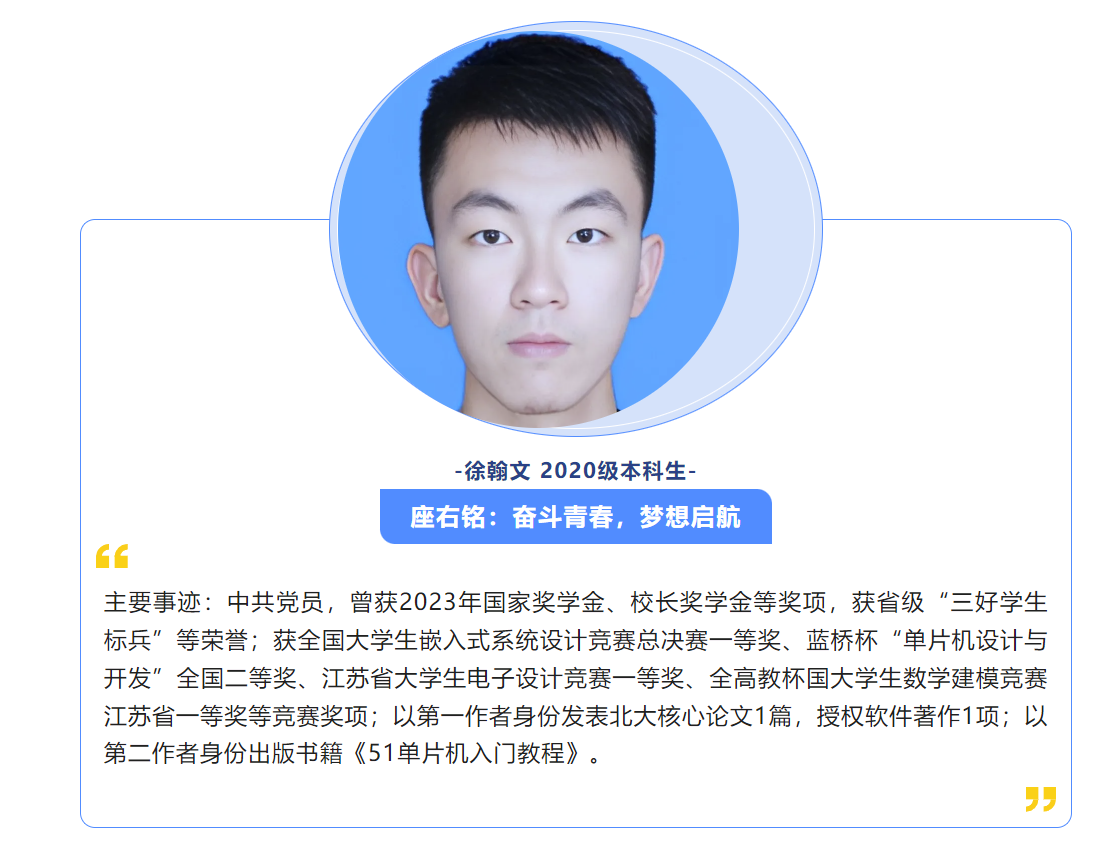 -徐翰文 2020级本科生-
座右铭：奋斗青春，梦想启航
主要事迹：中共党员，曾获2023年国家奖学金、校长奖学金等奖项，获省级“三好学生
标兵”等荣誉；获全国大学生嵌入式系统设计竞赛总决赛一等奖、蓝桥杯“单片机设计与
开发”全国二等奖、江苏省大学生电子设计竞赛一等奖、全高教杯国大学生数学建模竞赛
江苏省一等奖等竞赛奖项；以第一作者身份发表北大核心论文1篇，授权软件著作1项；以
第二作者身份出版书籍《51单片机入门教程》。